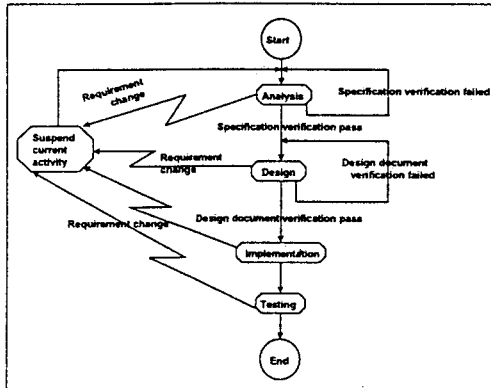 Start
Requirement
change
Specification verification failed
Analysis
Specification verification pass
Suspend
current
activity
Requirement
change
Design document
verification failed
Design
Design document verification pass
Requirement change
Implementation
Testing
End